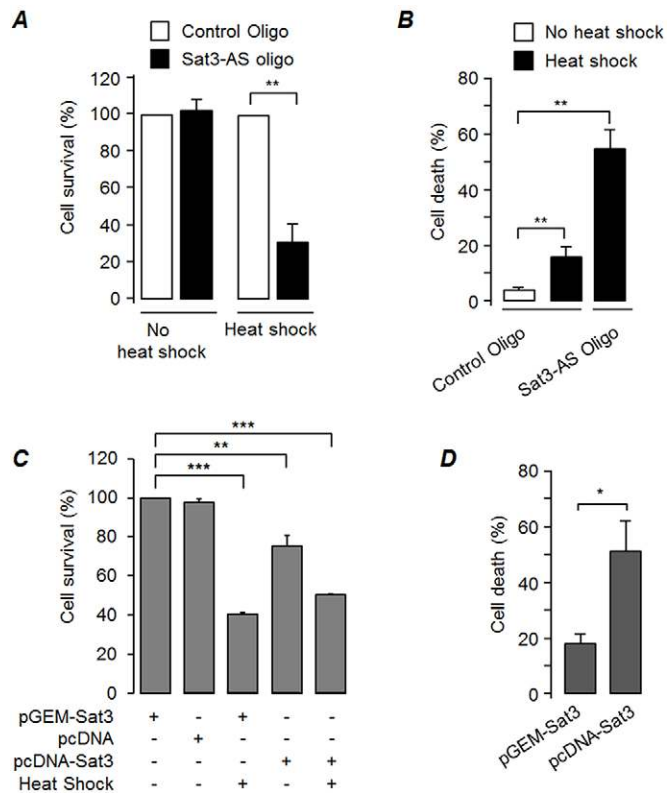 A
Control Oligo
Sat3-AS oligo
120
100
80
60
40
20
0
Cell survival (%)
**
No
heat shock
Heat shock
B
No heat shock
Heat shock
80
60
40
20
0
Cell death (%)
**
**
Control Oligo
Sat3-AS Oligo
C
120
100
80
60
40
20
0
Cell survival (%)
***
**
***
pGEM-Sat3 + - + - -
pcDNA - + - - -
pcDNA-Sat3 - - - + +
Heat Shock - - + - +
D
80
60
40
20
0
Cell death (%)
*
pGEM-Sat3
pcDNA-Sat3